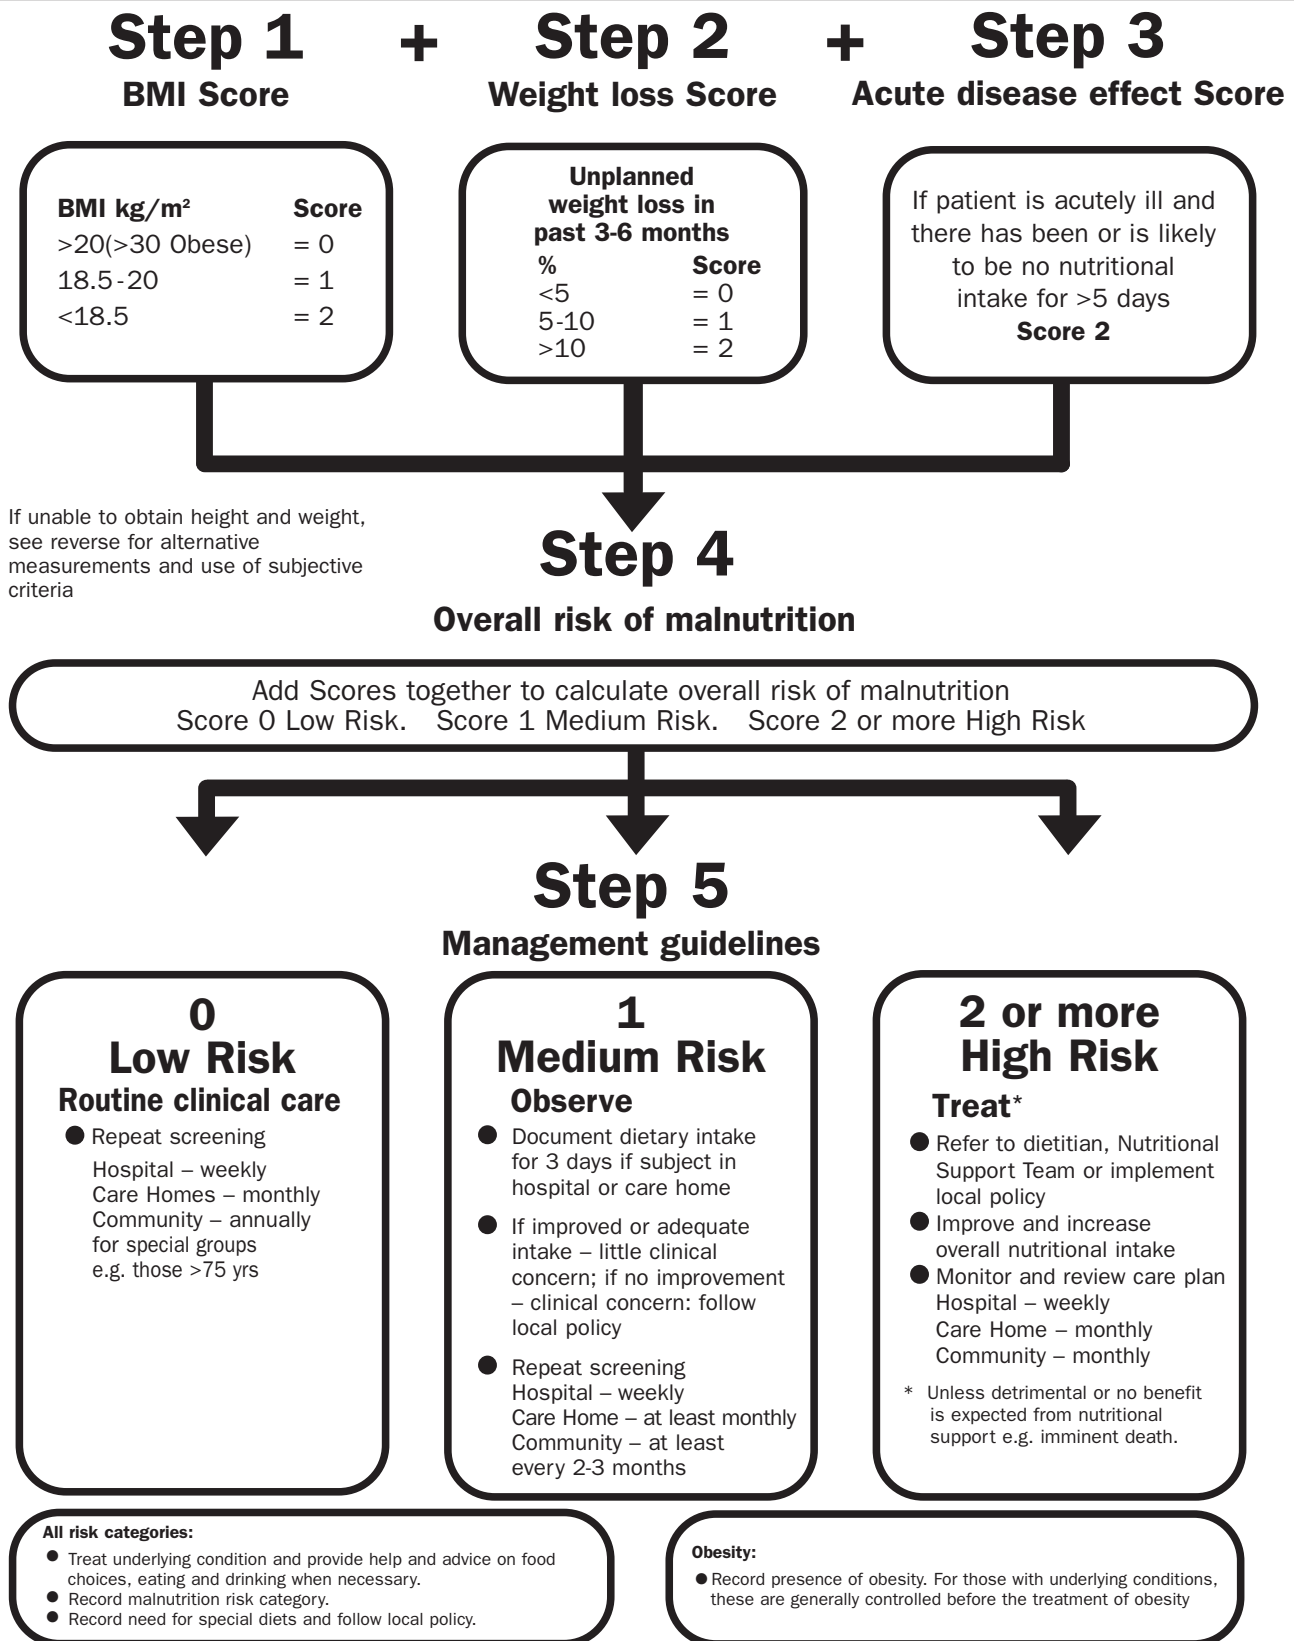 Step 1 + Step 2 + Step 3
BMI Score
Weight loss Score
Acute disease effect Score
BMI kg/m² Score
>20(>30 Obese) = 0
18.5-20 = 1
<18.5 = 2
Unplanned
weight loss in
past 3-6 months
% Score
<5 = 0
5-10 = 1
>10 = 2
If patient is acutely ill and
there has been or is likely
to be no nutritional
intake for >5 days
Score 2
If unable to obtain height and weight,
see reverse for alternative
measurements and use of subjective
criteria
Step 4
Overall risk of malnutrition
Add Scores together to calculate overall risk of malnutrition
Score 0 Low Risk. Score 1 Medium Risk. Score 2 or more High Risk
Step 5
Management guidelines
0
Low Risk
Routine clinical care
● Repeat screening
Hospital – weekly
Care Homes – monthly
Community – annually
for special groups
e.g. those >75 yrs
1
Medium Risk
Observe
● Document dietary intake
for 3 days if subject in
hospital or care home
● If improved or adequate
intake – little clinical
concern; if no improvement
– clinical concern: follow
local policy
● Repeat screening
Hospital – weekly
Care Home – at least monthly
Community – at least
every 2-3 months
2 or more
High Risk
Treat*
● Refer to dietitian, Nutritional
Support Team or implement
local policy
● Improve and increase
overall nutritional intake
● Monitor and review care plan
Hospital – weekly
Care Home – monthly
Community – monthly
* Unless detrimental or no benefit
is expected from nutritional
support e.g. imminent death.
All risk categories:
● Treat underlying condition and provide help and advice on food
choices, eating and drinking when necessary.
● Record malnutrition risk category.
● Record need for special diets and follow local policy.
Obesity:
● Record presence of obesity. For those with underlying conditions,
these are generally controlled before the treatment of obesity